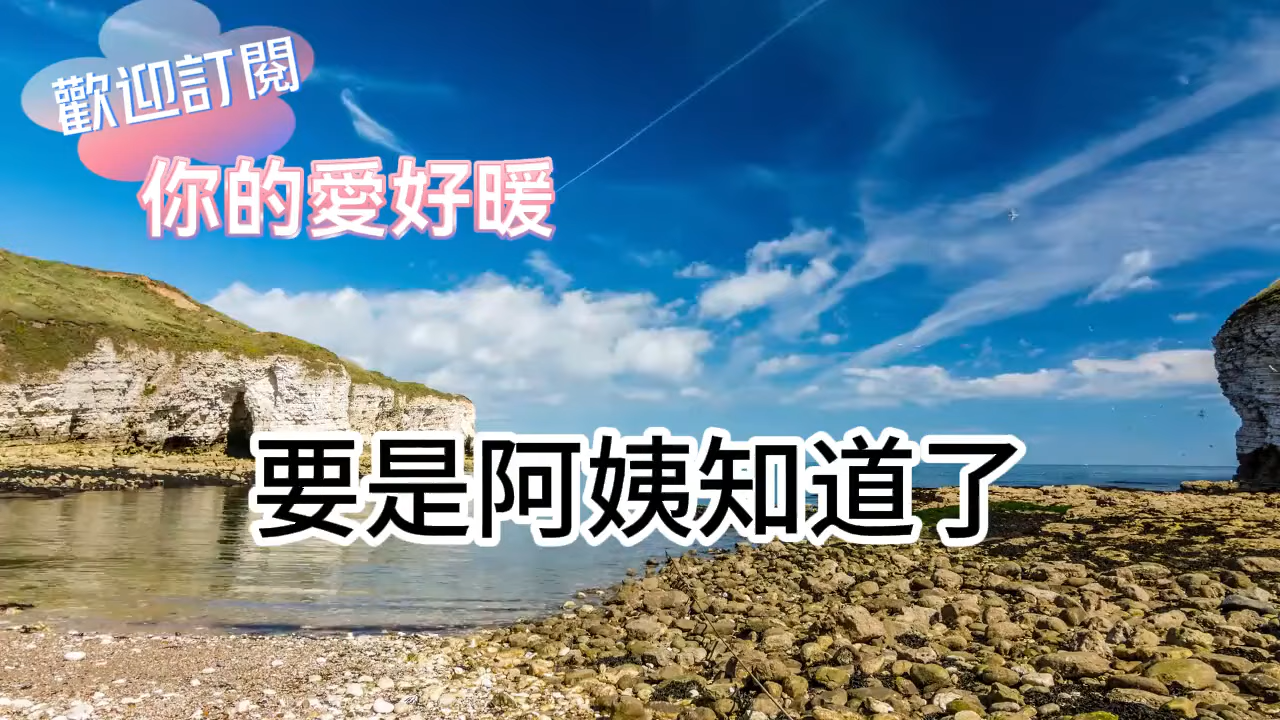 歡迎訂閱
你的愛好暖
要是阿姨知道了